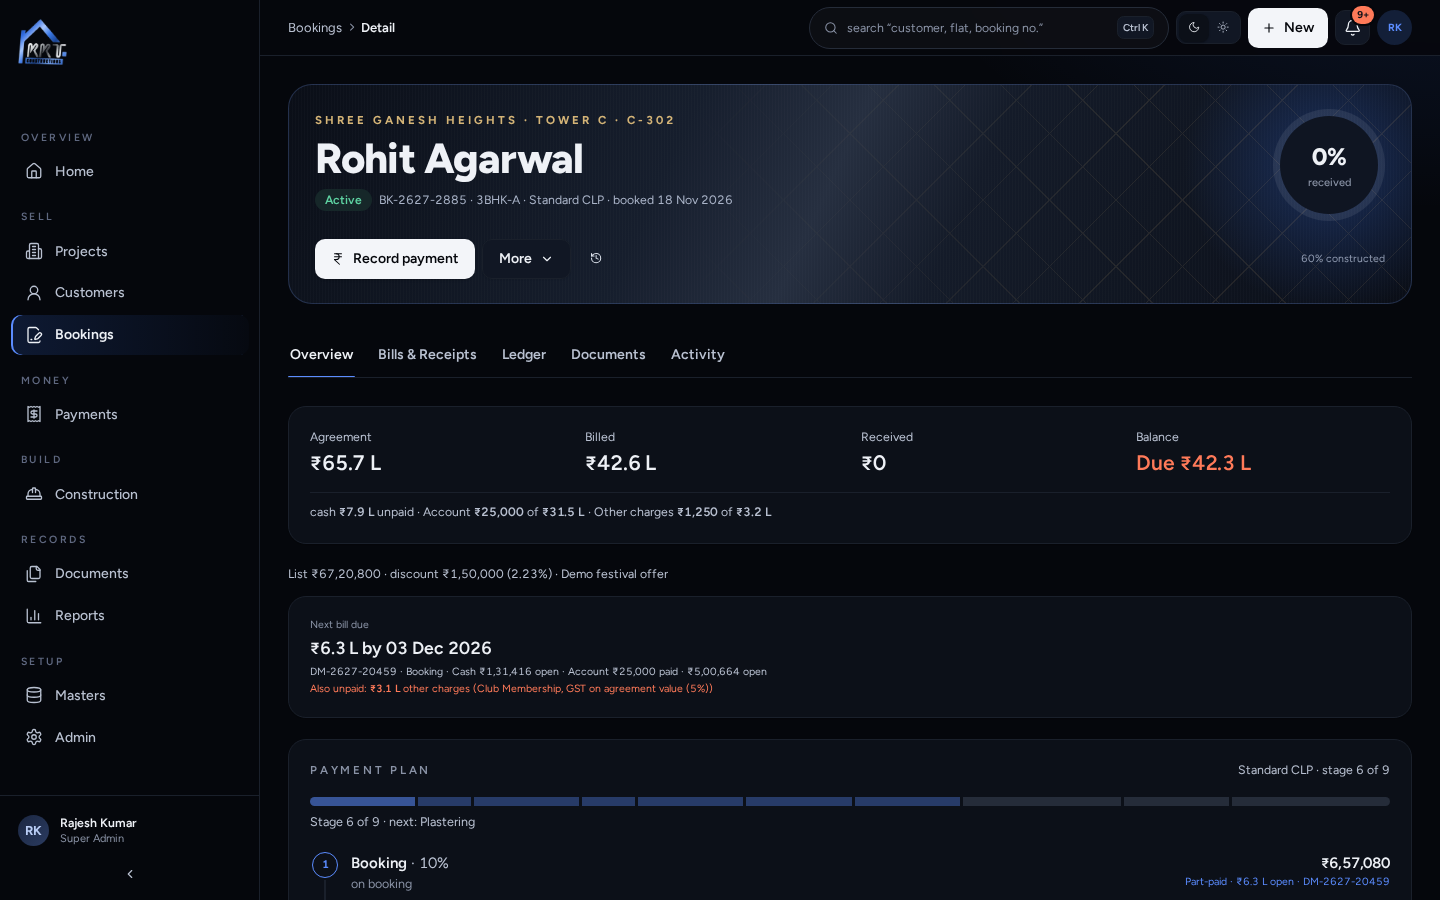 Bookings > Detail
search "customer, flat, booking no."
Ctrl K
+ New
9+
RK
OVERVIEW
Home
SELL
Projects
Customers
Bookings
MONEY
Payments
BUILD
Construction
RECORDS
Documents
Reports
SETUP
Masters
Admin
RK
Rajesh Kumar
Super Admin
SHREE GANESH HEIGHTS · TOWER C · C-302
Rohit Agarwal
Active BK-2627-2885 · 3BHK-A · Standard CLP · booked 18 Nov 2026
₹ Record payment
More
0%
received
60% constructed
Overview Bills & Receipts Ledger Documents Activity
Agreement
₹65.7 L
Billed
₹42.6 L
Received
₹0
Balance
Due ₹42.3 L
cash ₹7.9 L unpaid · Account ₹25,000 of ₹31.5 L · Other charges ₹1,250 of ₹3.2 L
List ₹67,20,800 · discount ₹1,50,000 (2.23%) · Demo festival offer
Next bill due
₹6.3 L by 03 Dec 2026
DM-2627-20459 · Booking · Cash ₹1,31,416 open · Account ₹25,000 paid · ₹5,00,664 open
Also unpaid: ₹3.1 L other charges (Club Membership, GST on agreement value (5%))
PAYMENT PLAN
Standard CLP · stage 6 of 9
Stage 6 of 9 · next: Plastering
1
Booking · 10%
on booking
₹6,57,080
Part-paid · ₹6.3 L open · DM-2627-20459